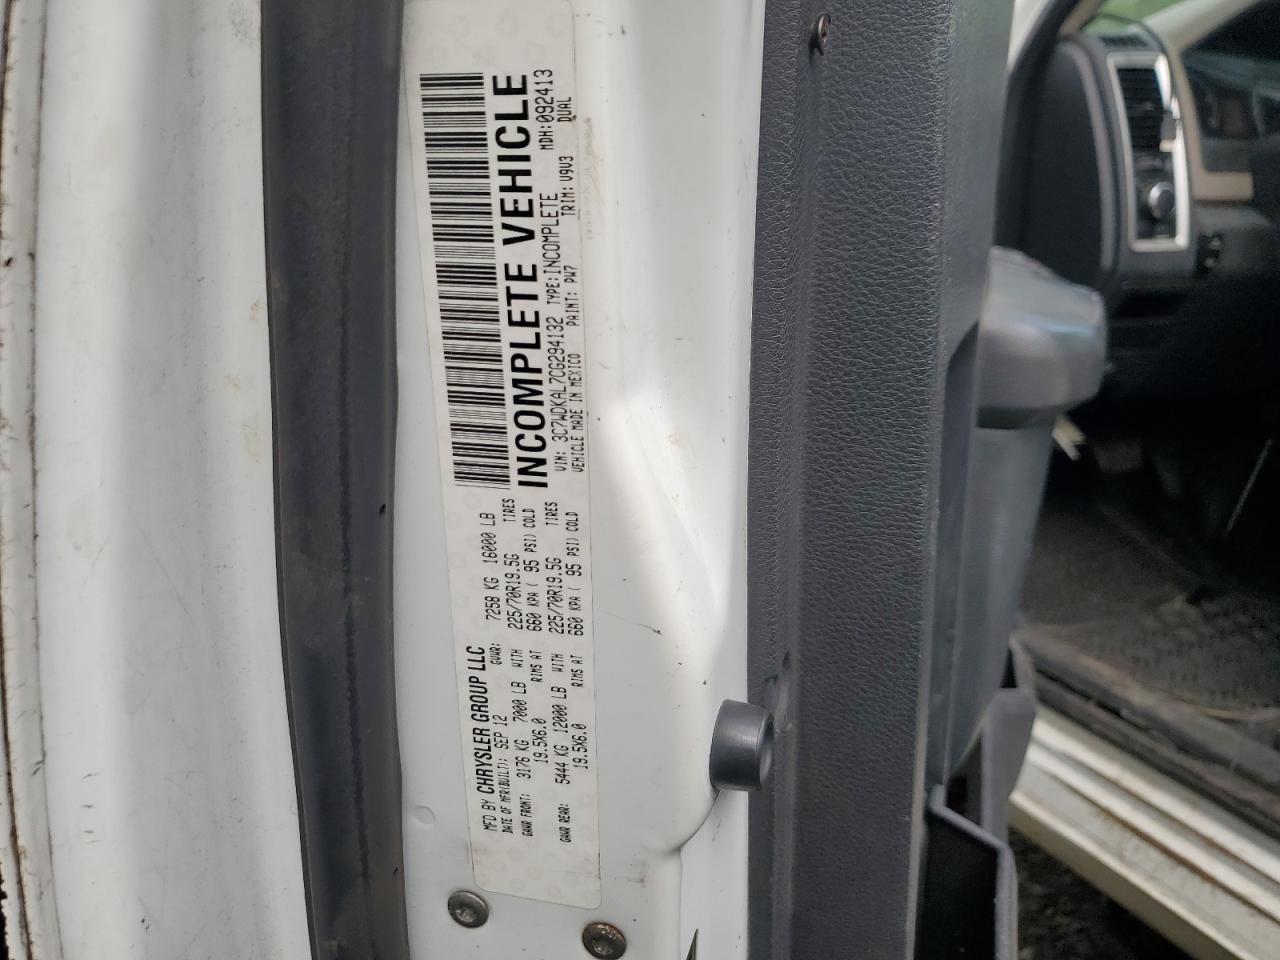 MFD BY CHRYSLER GROUP LLC
DATE OF MFR(BUILT): SEP 12 GVWR: 7258 KG 16000 LB
GAWR FRONT: 3176 KG 7000 LB WITH 225/70R19.5G TIRES
19.5X6.0 RIMS AT 660 KPA ( 95 PSI) COLD
GAWR REAR: 5444 KG 12000 LB WITH 225/70R19.5G TIRES
19.5X6.0 RIMS AT 660 KPA ( 95 PSI) COLD
INCOMPLETE VEHICLE
VIN: 3C7WDKAL7CG294132 TYPE: INCOMPLETE MDH: 092413
VEHICLE MADE IN MEXICO PAINT: PW7 TRIM: V9V3 DUAL